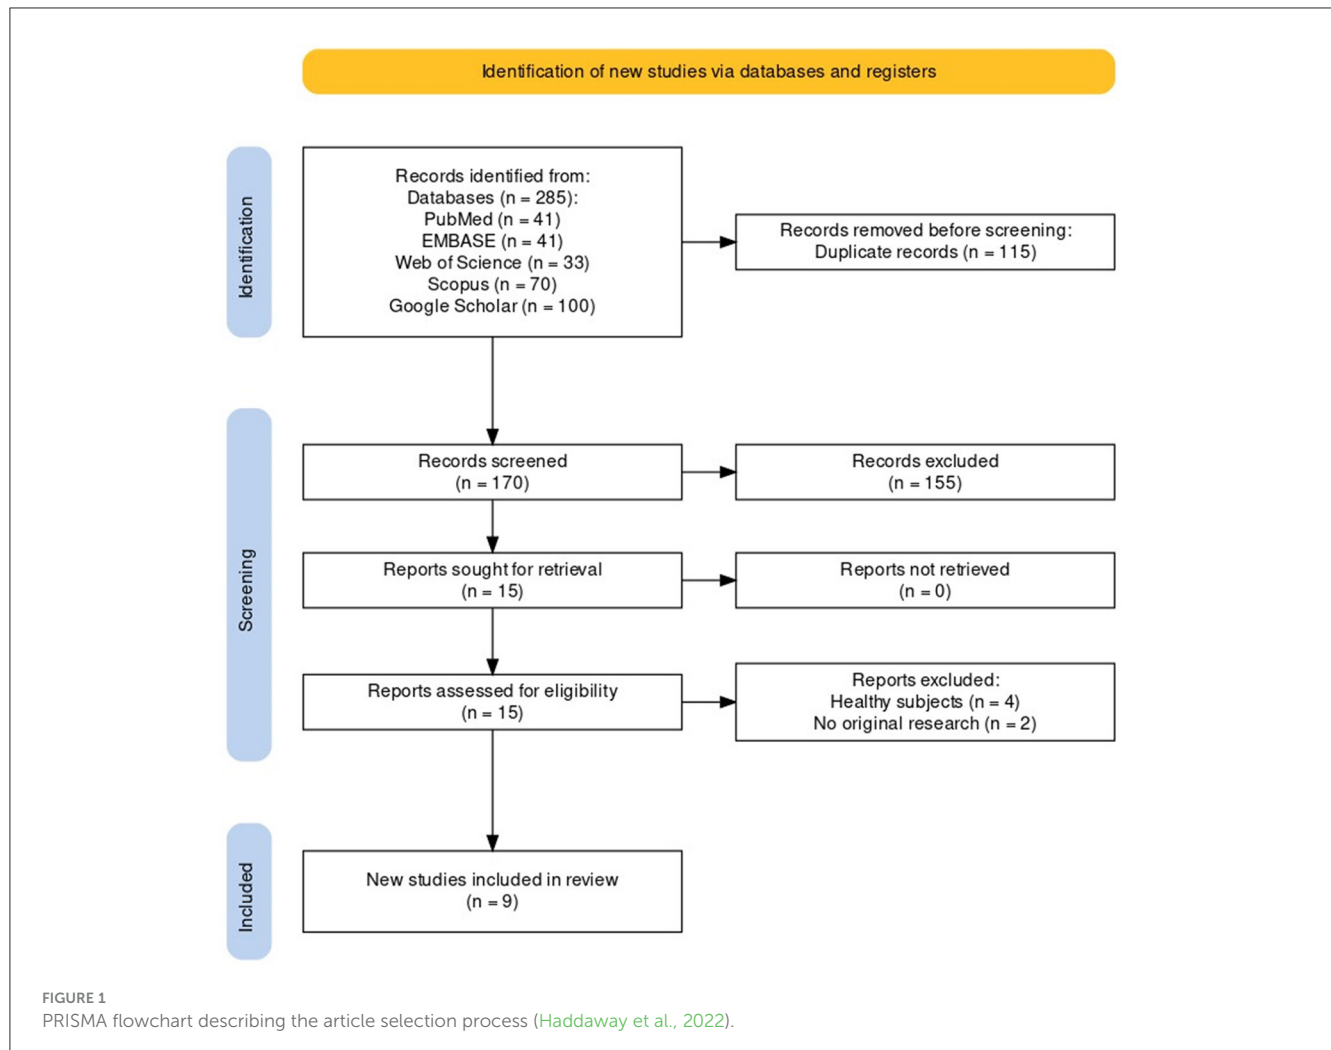 Identification of new studies via databases and registers
Identification
Records identified from:
Databases (n = 285):
PubMed (n = 41)
EMBASE (n = 41)
Web of Science (n = 33)
Scopus (n = 70)
Google Scholar (n = 100)
Records removed before screening:
Duplicate records (n = 115)
Screening
Records screened
(n = 170)
Records excluded
(n = 155)
Reports sought for retrieval
(n = 15)
Reports not retrieved
(n = 0)
Reports assessed for eligibility
(n = 15)
Reports excluded:
Healthy subjects (n = 4)
No original research (n = 2)
Included
New studies included in review
(n = 9)
FIGURE 1
PRISMA flowchart describing the article selection process (Haddaway et al., 2022).